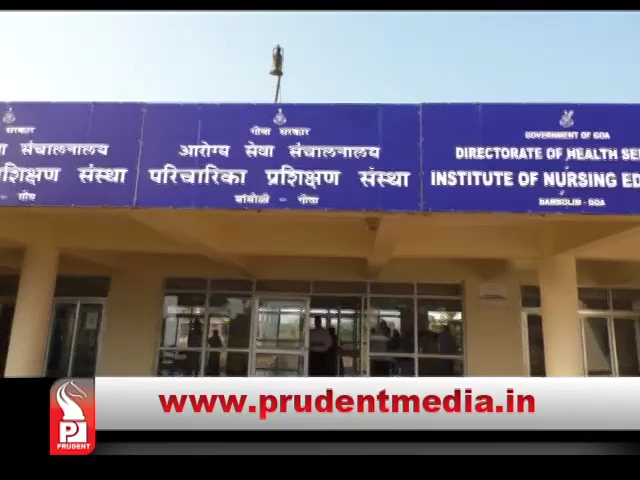 सरकार
संचालनालय
प्रशिक्षण संस्था
गोवा
गोवा सरकार
आरोग्य सेवा संचालनालय
परिचारिका प्रशिक्षण संस्था
बांबोळी - गोवा
GOVERNMENT OF GOA
DIRECTORATE OF HEALTH SE
INSTITUTE OF NURSING ED
BAMBOLIM - GOA
www.prudentmedia.in
PRUDENT